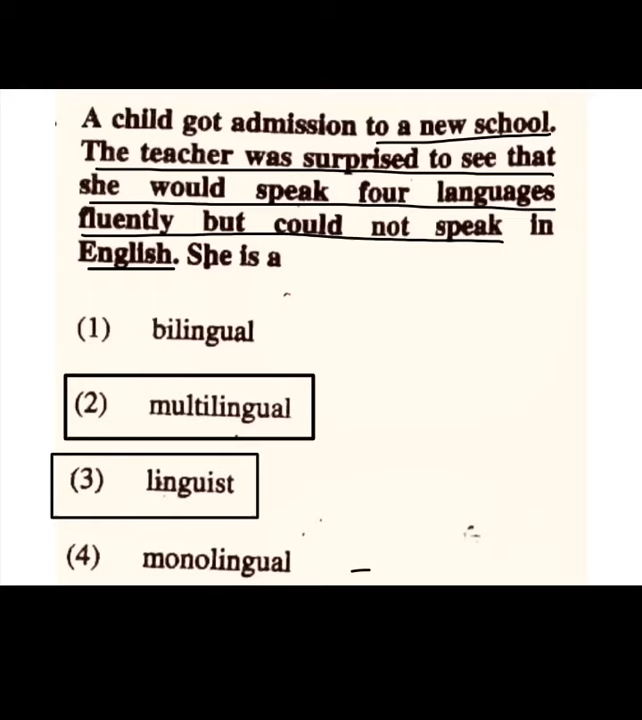 A child got admission to a new school.
The teacher was surprised to see that
she would speak four languages
fluently but could not speak in
English. She is a
(1) bilingual
(2) multilingual
(3) linguist
(4) monolingual